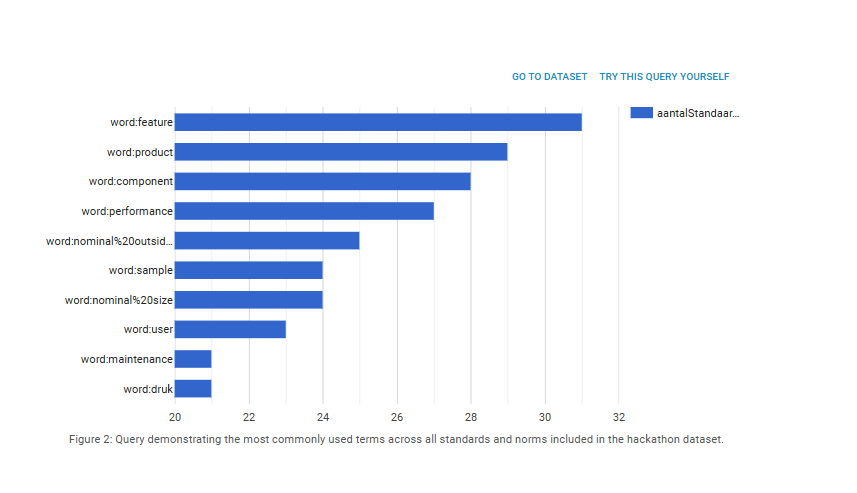 GO TO DATASET TRY THIS QUERY YOURSELF
aantalStandaar...
word:feature
word:product
word:component
word:performance
word:nominal%20outsid...
word:sample
word:nominal%20size
word:user
word:maintenance
word:druk
20 22 24 26 28 30 32
Figure 2: Query demonstrating the most commonly used terms across all standards and norms included in the hackathon dataset.